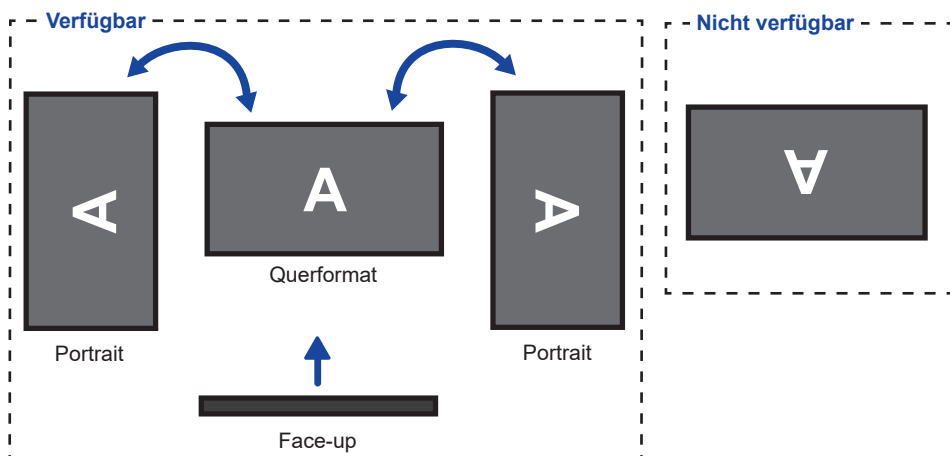 Verfügbar
Nicht verfügbar
A
A
A
A
Querformat
Portrait
Portrait
Face-up